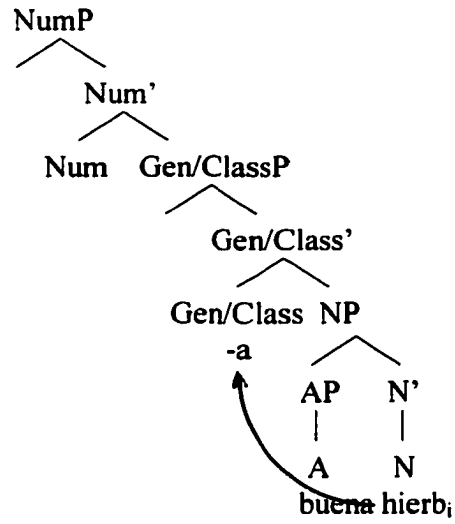 NumP
Num’
Num Gen/ClassP
Gen/Class’
Gen/Class NP
-a
AP N’
A N
buena hierbi